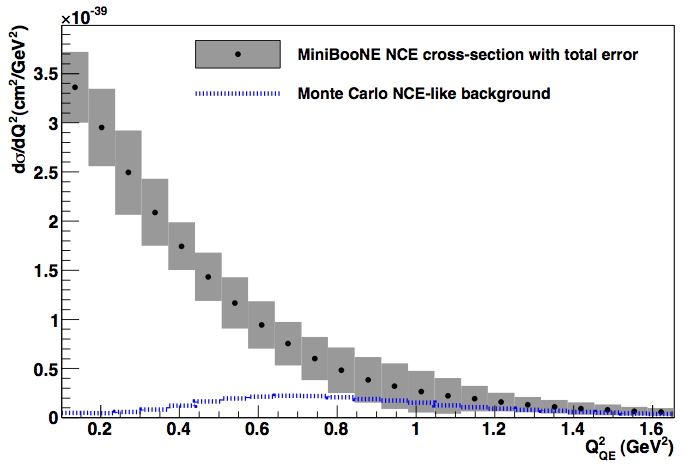 ×10⁻³⁹
dσ/dQ²(cm²/GeV²)
MiniBooNE NCE cross-section with total error
Monte Carlo NCE-like background
3.5
3
2.5
2
1.5
1
0.5
0
0.2 0.4 0.6 0.8 1 1.2 1.4 1.6
Q²QE (GeV²)